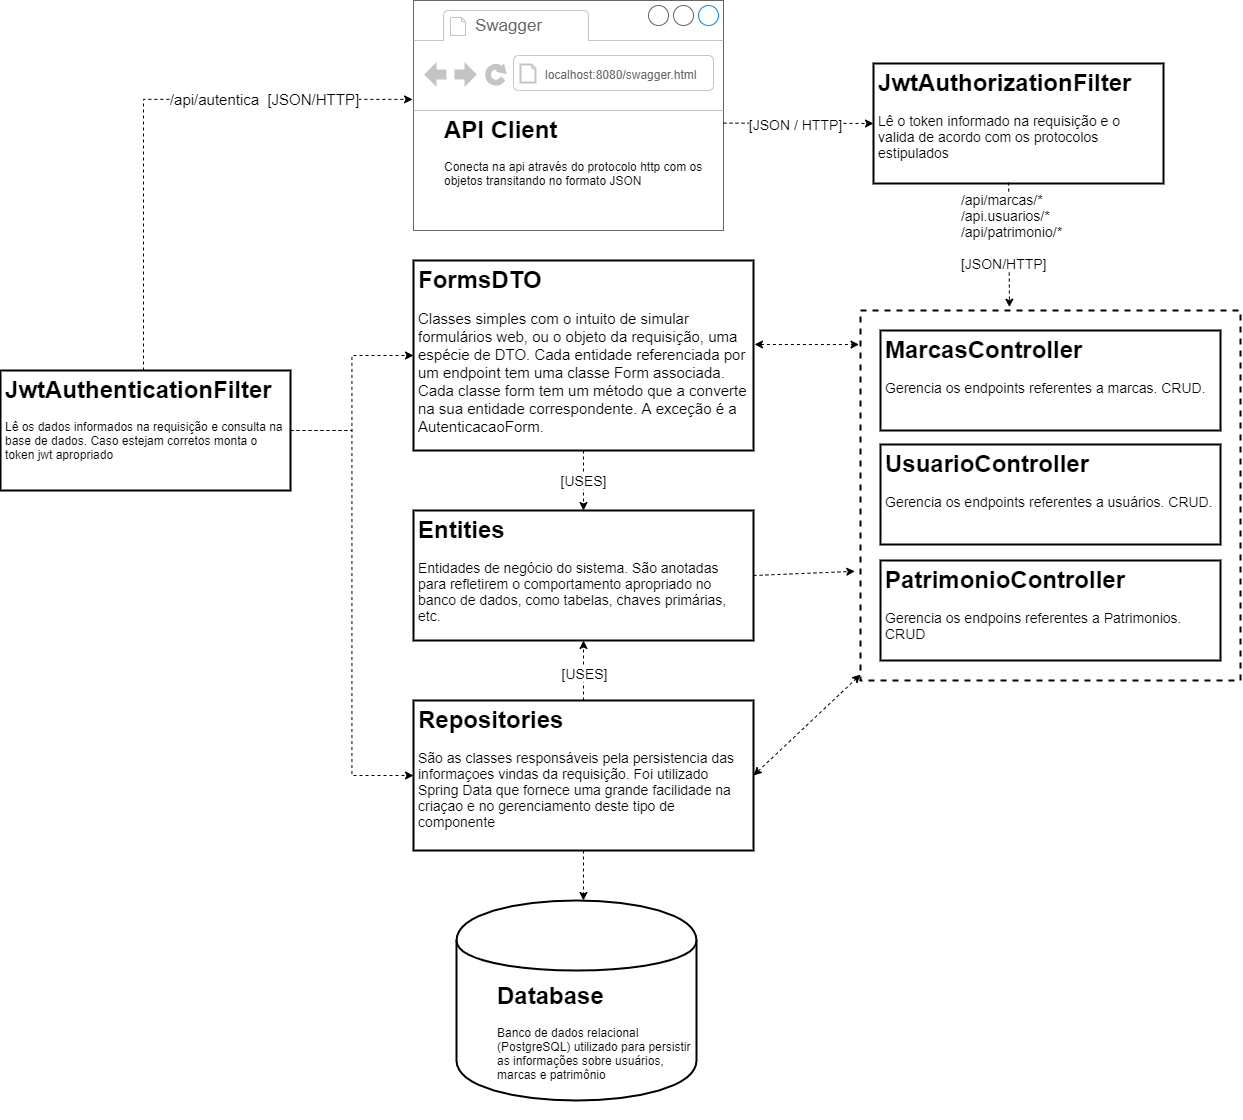 Swagger
localhost:8080/swagger.html
API Client
Conecta na api através do protocolo http com os
objetos transitando no formato JSON
/api/autentica [JSON/HTTP]
[JSON / HTTP]
JwtAuthorizationFilter
Lê o token informado na requisição e o
valida de acordo com os protocolos
estipulados
/api/marcas/*
/api.usuarios/*
/api/patrimonio/*
[JSON/HTTP]
JwtAuthenticationFilter
Lê os dados informados na requisição e consulta na
base de dados. Caso estejam corretos monta o
token jwt apropriado
FormsDTO
Classes simples com o intuito de simular
formulários web, ou o objeto da requisição, uma
espécie de DTO. Cada entidade referenciada por
um endpoint tem uma classe Form associada.
Cada classe form tem um método que a converte
na sua entidade correspondente. A exceção é a
AutenticacaoForm.
[USES]
Entities
Entidades de negócio do sistema. São anotadas
para refletirem o comportamento apropriado no
banco de dados, como tabelas, chaves primárias,
etc.
[USES]
Repositories
São as classes responsáveis pela persistencia das
informaçoes vindas da requisição. Foi utilizado
Spring Data que fornece uma grande facilidade na
criaçao e no gerenciamento deste tipo de
componente
MarcasController
Gerencia os endpoints referentes a marcas. CRUD.
UsuarioController
Gerencia os endpoints referentes a usuários. CRUD.
PatrimonioController
Gerencia os endpoins referentes a Patrimonios.
CRUD
Database
Banco de dados relacional
(PostgreSQL) utilizado para persistir
as informações sobre usuários,
marcas e patrimônio